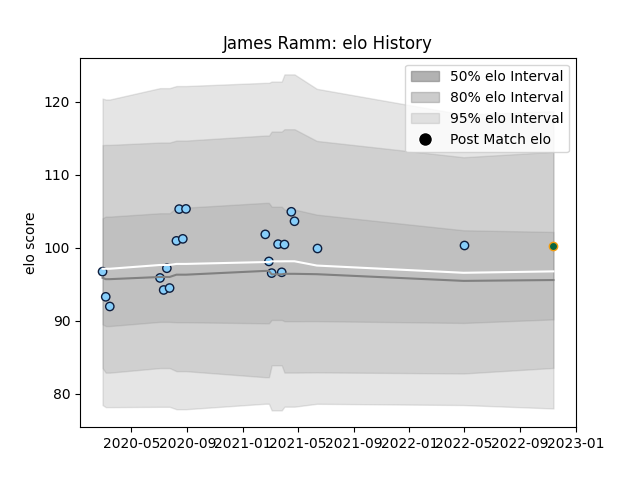 James Ramm: elo History
50% elo Interval
80% elo Interval
95% elo Interval
Post Match elo
elo score
120
110
100
90
80
2020-05 2020-09 2021-01 2021-05 2021-09 2022-01 2022-05 2022-09 2023-01